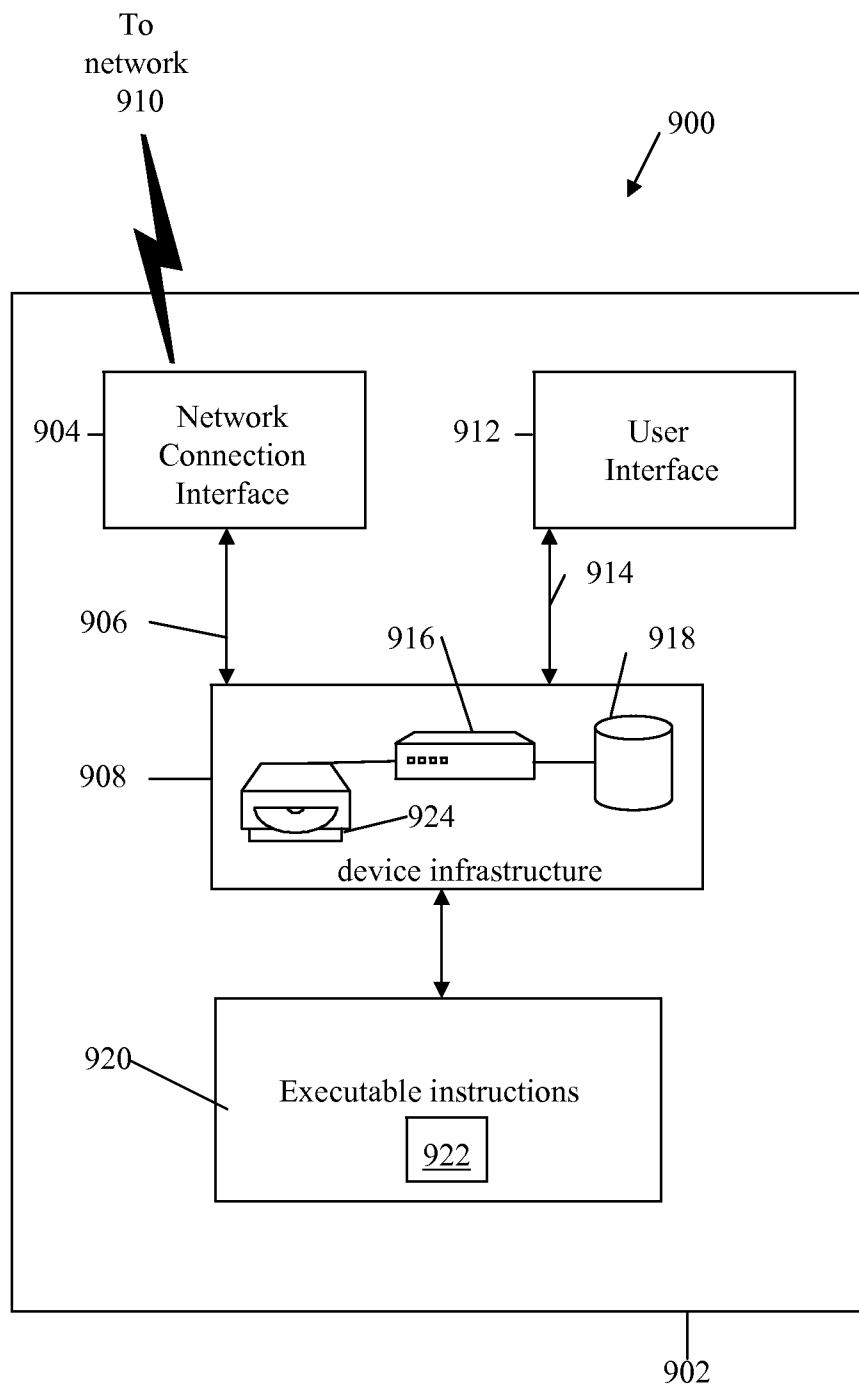 To
network
910
900
904
Network
Connection
Interface
912
User
Interface
906
914
916
918
908
924
device infrastructure
920
Executable instructions
922
902